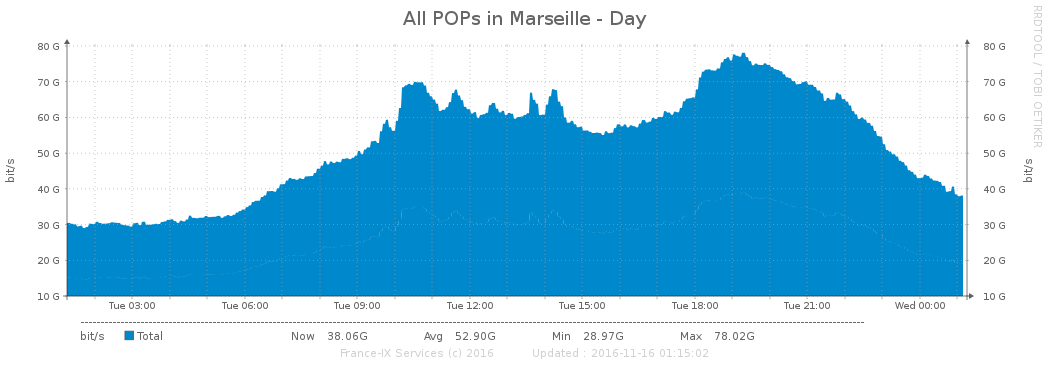 All POPs in Marseille - Day
RRDTOOL / TOBI OETIKER
bit/s
80 G
70 G
60 G
50 G
40 G
30 G
20 G
10 G
80 G
70 G
60 G
50 G
40 G
30 G
20 G
10 G
bit/s
Tue 03:00 Tue 06:00 Tue 09:00 Tue 12:00 Tue 15:00 Tue 18:00 Tue 21:00 Wed 00:00
bit/s Total Now 38.06G Avg 52.90G Min 28.97G Max 78.02G
France-IX Services (c) 2016 Updated : 2016-11-16 01:15:02